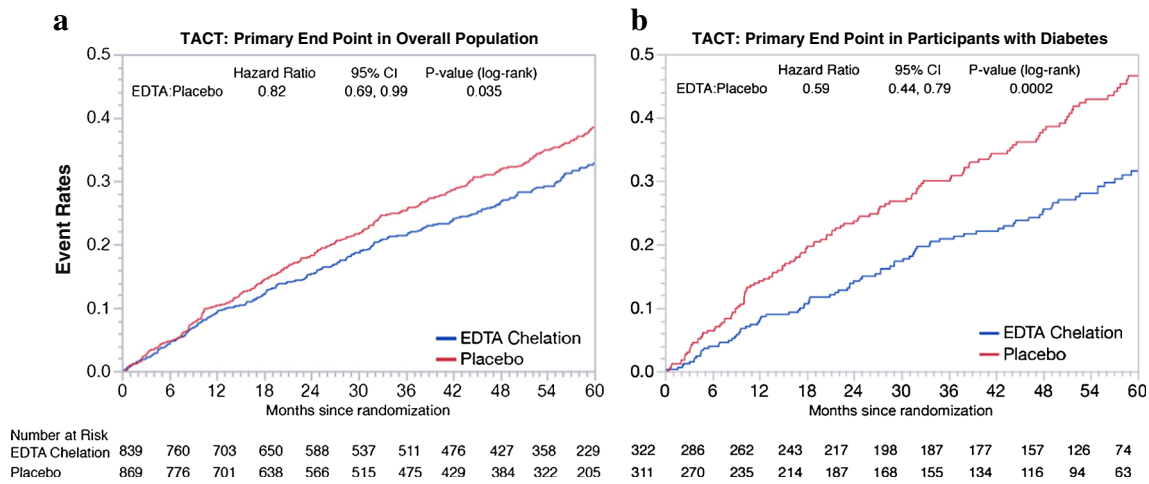 a
TACT: Primary End Point in Overall Population
Hazard Ratio 95% CI P-value (log-rank)
EDTA:Placebo 0.82 0.69, 0.99 0.035
Event Rates
0.5
0.4
0.3
0.2
0.1
0.0
EDTA Chelation
Placebo
0 6 12 18 24 30 36 42 48 54 60
Months since randomization
b
TACT: Primary End Point in Participants with Diabetes
Hazard Ratio 95% CI P-value (log-rank)
EDTA:Placebo 0.59 0.44, 0.79 0.0002
0.5
0.4
0.3
0.2
0.1
0.0
EDTA Chelation
Placebo
0 6 12 18 24 30 36 42 48 54 60
Months since randomization
Number at Risk
EDTA Chelation 839 760 703 650 588 537 511 476 427 358 229 322 286 262 243 217 198 187 177 157 126 74
Placebo 869 776 701 638 566 515 475 429 384 322 205 311 270 235 214 187 168 155 134 116 94 63